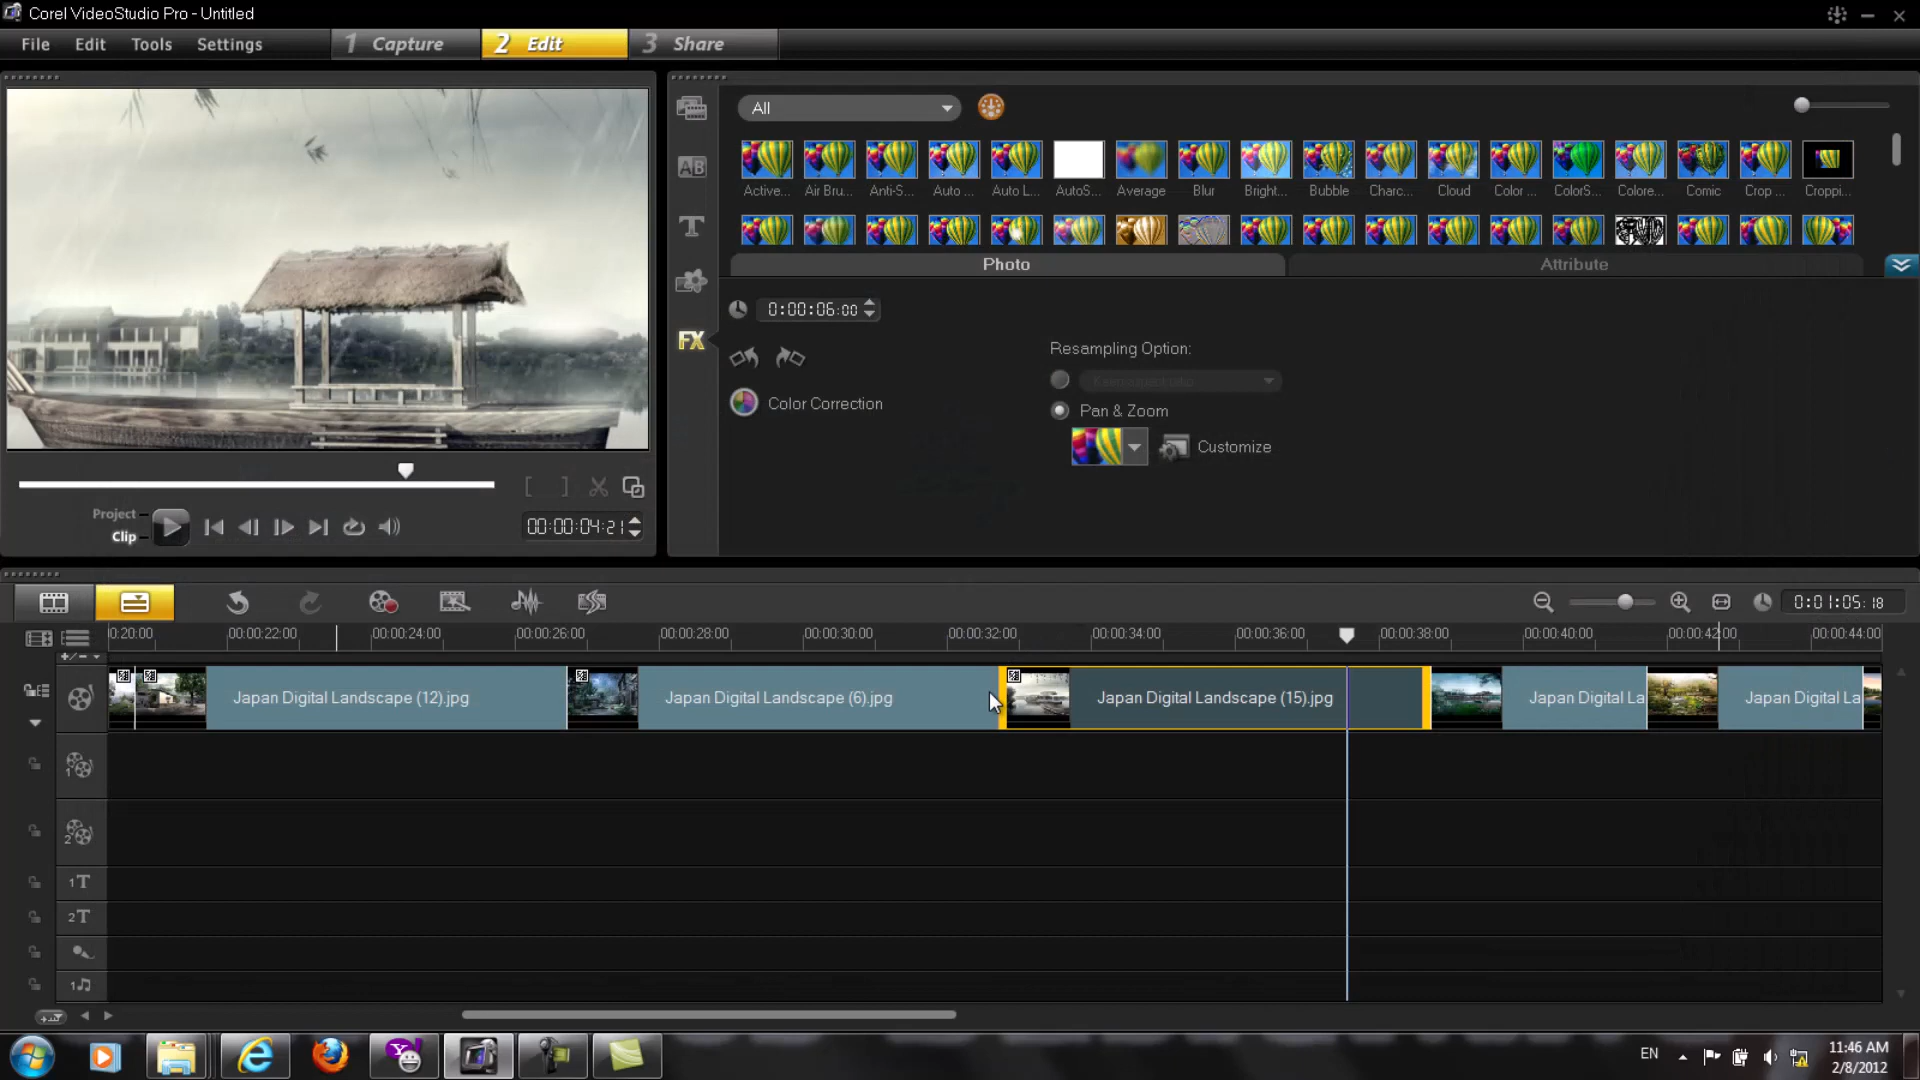 Corel VideoStudio Pro - Untitled
File Edit Tools Settings 1 Capture 2 Edit 3 Share
All
Active... Air Bru... Anti-S... Auto ... Auto L... AutoS... Average Blur Bright... Bubble Charc... Cloud Color ... ColorS... Colore... Comic Crop ... Croppi...
AB
T
FX
Photo Attribute
0:00:06:00
Resampling Option:
Color Correction
Pan & Zoom
Customize
Project
Clip
00:00:04:21
0:01:05:18
0:20:00 00:00:22:00 00:00:24:00 00:00:26:00 00:00:28:00 00:00:30:00 00:00:32:00 00:00:34:00 00:00:36:00 00:00:38:00 00:00:40:00 00:00:42:00 00:00:44:00
Japan Digital Landscape (12).jpg Japan Digital Landscape (6).jpg Japan Digital Landscape (15).jpg Japan Digital La Japan Digital La
1
2
1T
2T
1
EN
11:46 AM
2/8/2012